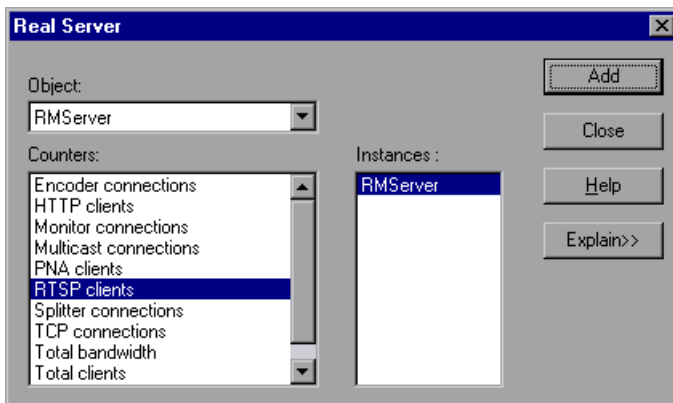 Real Server
Object:
RMServer
Counters:
Encoder connections
HTTP clients
Monitor connections
Multicast connections
PNA clients
RTSP clients
Splitter connections
TCP connections
Total bandwidth
Total clients
Instances :
RMServer
Add
Close
Help
Explain>>